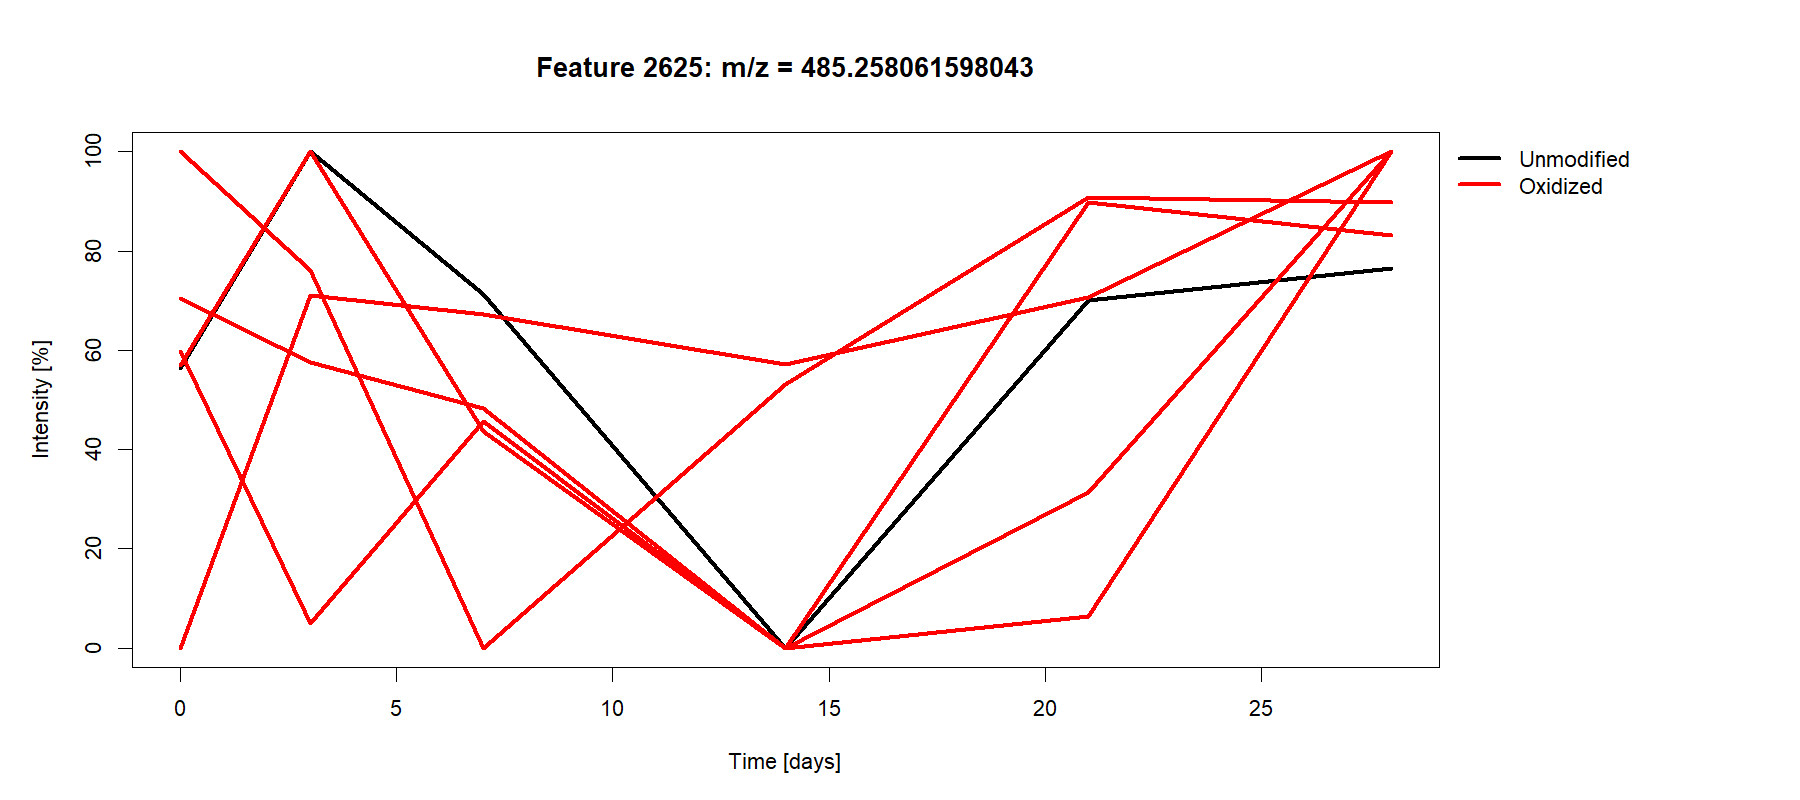 Feature 2625: m/z = 485.258061598043
Unmodified
Oxidized
Intensity [%]
100
80
60
40
20
0
0 5 10 15 20 25
Time [days]